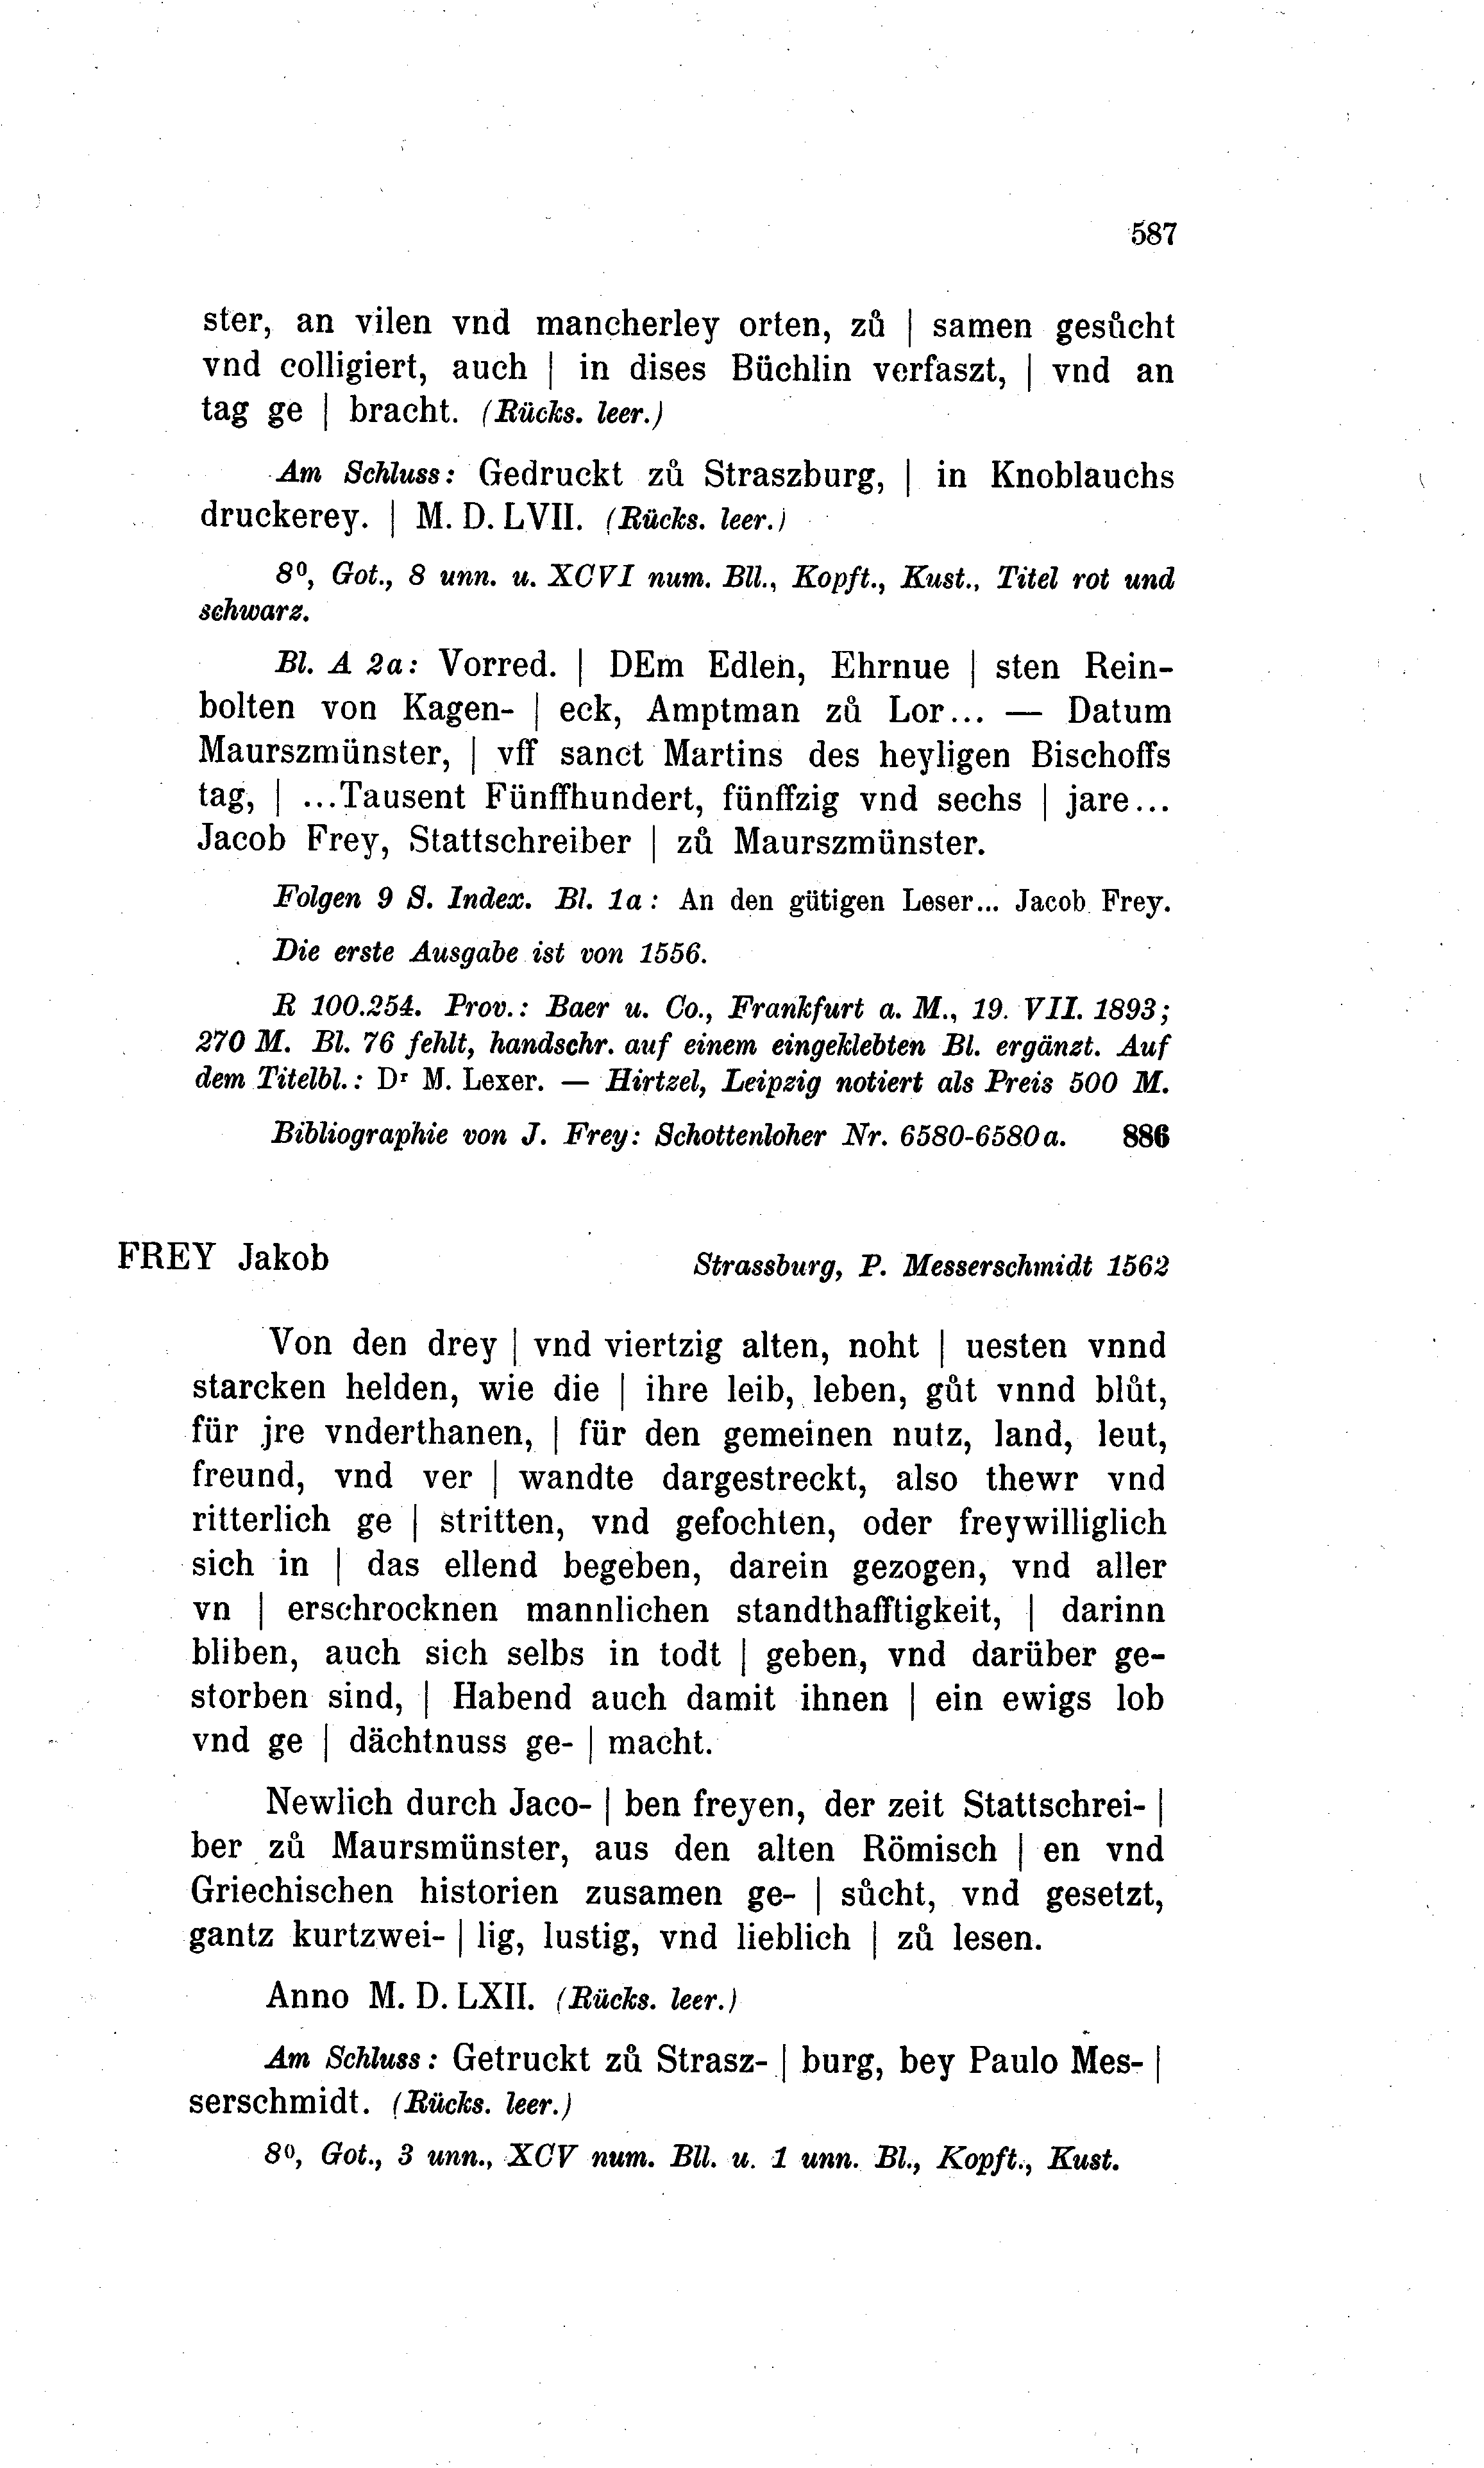 587
ster, an vilen vnd mancherley orten, zů | samen gesůcht
vnd colligiert, auch | in dises Büchlin verfaszt, | vnd an
tag ge | bracht. (Rücks. leer.)
Am Schluss: Gedruckt zů Straszburg, | in Knoblauchs
druckerey. | M. D. LVII. (Rücks. leer.)
8⁰, Got., 8 unn. u. XCVI num. Bll., Kopft., Kust., Titel rot und
schwarz.
Bl. A 2a: Vorred. | DEm Edlen, Ehrnue | sten Rein-
bolten von Kagen- | eck, Amptman zů Lor... — Datum
Maurszmünster, | vff sanct Martins des heyligen Bischoffs
tag, | ...Tausent Fünffhundert, fünffzig vnd sechs | jare...
Jacob Frey, Stattschreiber | zů Maurszmünster.
Folgen 9 S. Index. Bl. 1a: An den gütigen Leser... Jacob Frey.
Die erste Ausgabe ist von 1556.
R 100.254. Prov.: Baer u. Co., Frankfurt a. M., 19. VII. 1893;
270 M. Bl. 76 fehlt, handschr. auf einem eingeklebten Bl. ergänzt. Auf
dem Titelbl.: Dʳ M. Lexer. — Hirtzel, Leipzig notiert als Preis 500 M.
Bibliographie von J. Frey: Schottenloher Nr. 6580-6580a. 886
FREY Jakob Strassburg, P. Messerschmidt 1562
Von den drey | vnd viertzig alten, noht | uesten vnnd
starcken helden, wie die | ihre leib, leben, gůt vnnd blůt,
für jre vnderthanen, | für den gemeinen nutz, land, leut,
freund, vnd ver | wandte dargestreckt, also thewr vnd
ritterlich ge | stritten, vnd gefochten, oder freywilliglich
sich in | das ellend begeben, darein gezogen, vnd aller
vn | erschrocknen mannlichen standthafftigkeit, | darinn
bliben, auch sich selbs in todt | geben, vnd darüber ge-
storben sind, | Habend auch damit ihnen | ein ewigs lob
vnd ge | dächtnuss ge- | macht.
Newlich durch Jaco- | ben freyen, der zeit Stattschrei- |
ber zů Maursmünster, aus den alten Römisch | en vnd
Griechischen historien zusamen ge- | sůcht, vnd gesetzt,
gantz kurtzwei- | lig, lustig, vnd lieblich | zů lesen.
Anno M. D. LXII. (Rücks. leer.)
Am Schluss: Getruckt zů Strasz- | burg, bey Paulo Mes- |
serschmidt. (Rücks. leer.)
8⁰, Got., 3 unn., XCV num. Bll. u. 1 unn. Bl., Kopft., Kust.